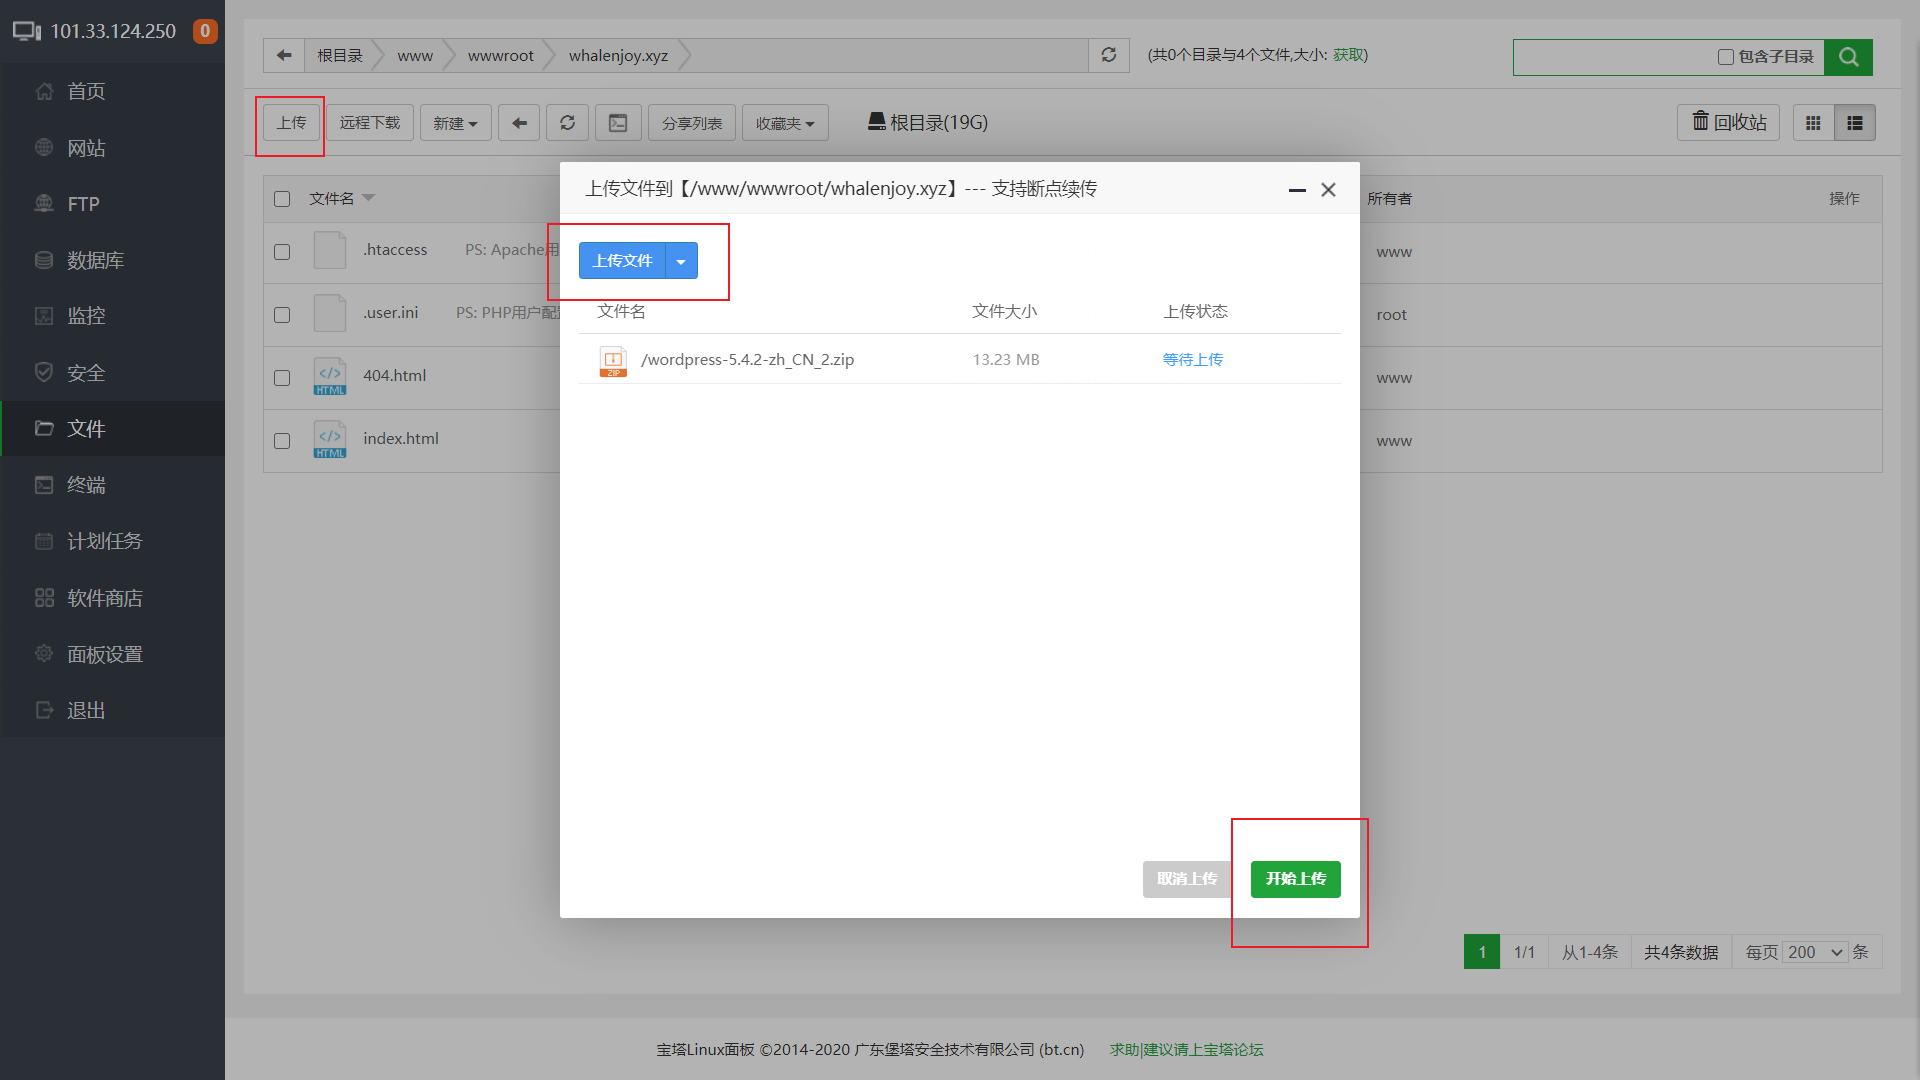 101.33.124.250 0
首页
网站
FTP
数据库
监控
安全
文件
终端
计划任务
软件商店
面板设置
退出
根目录 www wwwroot whalenjoy.xyz (共0个目录与4个文件,大小: 获取) 包含子目录
上传 远程下载 新建 分享列表 收藏夹 根目录(19G) 回收站
文件名 所有者 操作
.htaccess PS: Apache用 www
.user.ini PS: PHP用户配 root
404.html www
index.html www
HTML
HTML
上传文件到【/www/wwwroot/whalenjoy.xyz】--- 支持断点续传
上传文件
文件名 文件大小 上传状态
ZIP /wordpress-5.4.2-zh_CN_2.zip 13.23 MB 等待上传
取消上传 开始上传
1 1/1 从1-4条 共4条数据 每页 200 条
宝塔Linux面板 ©2014-2020 广东堡塔安全技术有限公司 (bt.cn) 求助|建议请上宝塔论坛